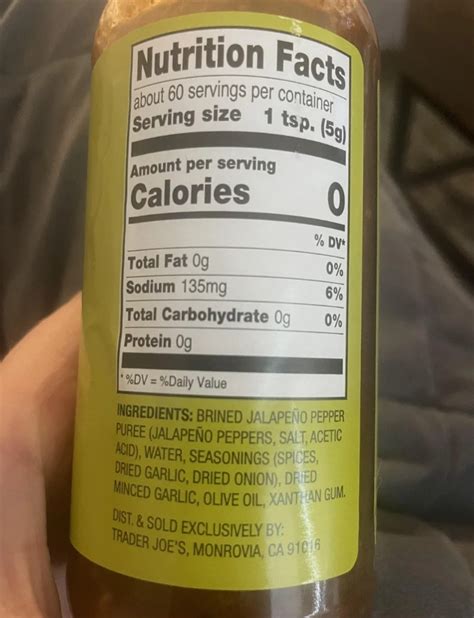 Nutrition Facts
about 60 servings per container
Serving size 1 tsp. (5g)
Amount per serving
Calories 0
% DV*
Total Fat 0g 0%
Sodium 135mg 6%
Total Carbohydrate 0g 0%
Protein 0g
*%DV = %Daily Value
INGREDIENTS: BRINED JALAPEÑO PEPPER
PUREE (JALAPEÑO PEPPERS, SALT, ACETIC
ACID), WATER, SEASONINGS (SPICES,
DRIED GARLIC, DRIED ONION), DRIED
MINCED GARLIC, OLIVE OIL, XANTHAN GUM.
DIST. & SOLD EXCLUSIVELY BY:
TRADER JOE'S, MONROVIA, CA 91016